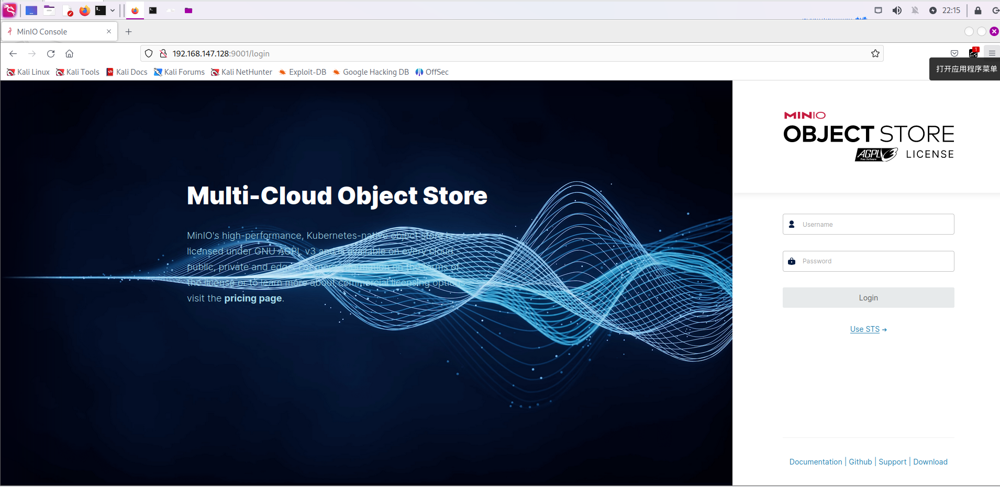 22:15
MinIO Console
192.168.147.128:9001/login
1
Kali Linux Kali Tools Kali Docs Kali Forums Kali NetHunter Exploit-DB Google Hacking DB OffSec
打开应用程序菜单
MINIO
OBJECT STORE
AGPL v3 Free Software LICENSE
Multi-Cloud Object Store
MinIO's high-performance, Kubernetes-native object store is
licensed under GNU AGPL v3 and is available on every cloud -
public, private and edge. For more information on the terms of
the license or to learn more about commercial licensing options
visit the pricing page.
Username
Password
Login
Use STS ➔
Documentation | Github | Support | Download